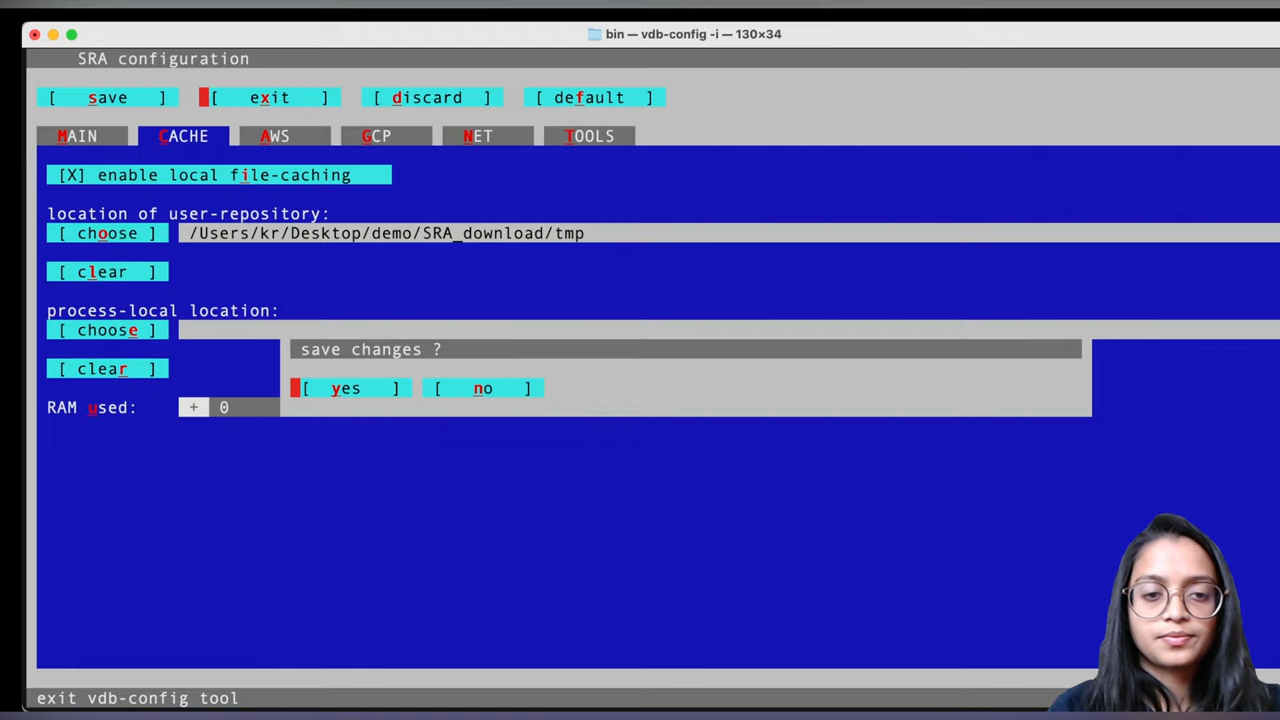 bin — vdb-config -i — 130×34
SRA configuration
[ save ] [ exit ] [ discard ] [ default ]
MAIN CACHE AWS GCP NET TOOLS
[X] enable local file-caching
location of user-repository:
[ choose ] /Users/kr/Desktop/demo/SRA_download/tmp
[ clear ]
process-local location:
[ choose ]
save changes ?
[ clear ]
[ yes ] [ no ]
RAM used: + 0
exit vdb-config tool